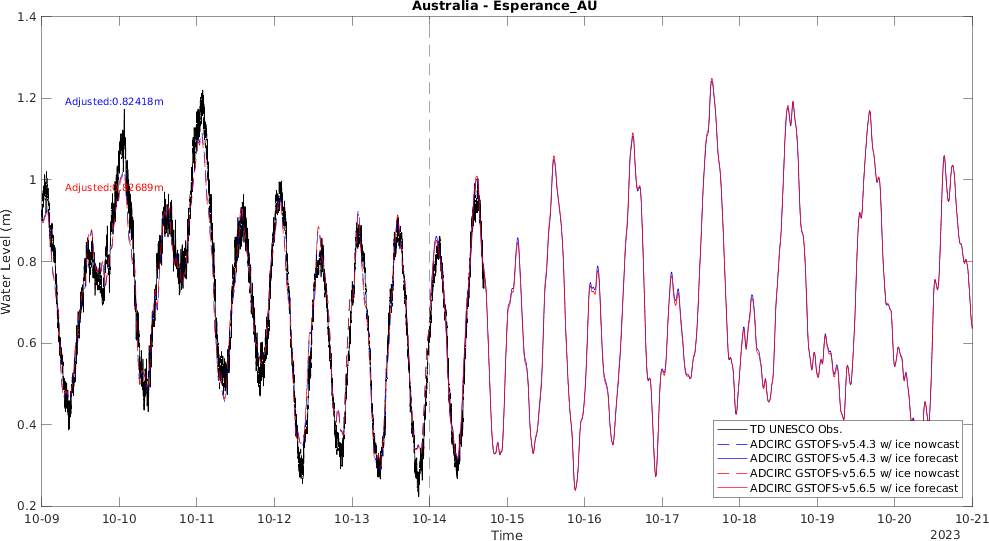 Australia - Esperance_AU
1.4
1.2
1
0.8
0.6
0.4
0.2
Water Level (m)
Adjusted:0.82418m
Adjusted:0.82689m
TD UNESCO Obs.
ADCIRC GSTOFS-v5.4.3 w/ ice nowcast
ADCIRC GSTOFS-v5.4.3 w/ ice forecast
ADCIRC GSTOFS-v5.6.5 w/ ice nowcast
ADCIRC GSTOFS-v5.6.5 w/ ice forecast
10-09 10-10 10-11 10-12 10-13 10-14 10-15 10-16 10-17 10-18 10-19 10-20 10-21
Time
2023